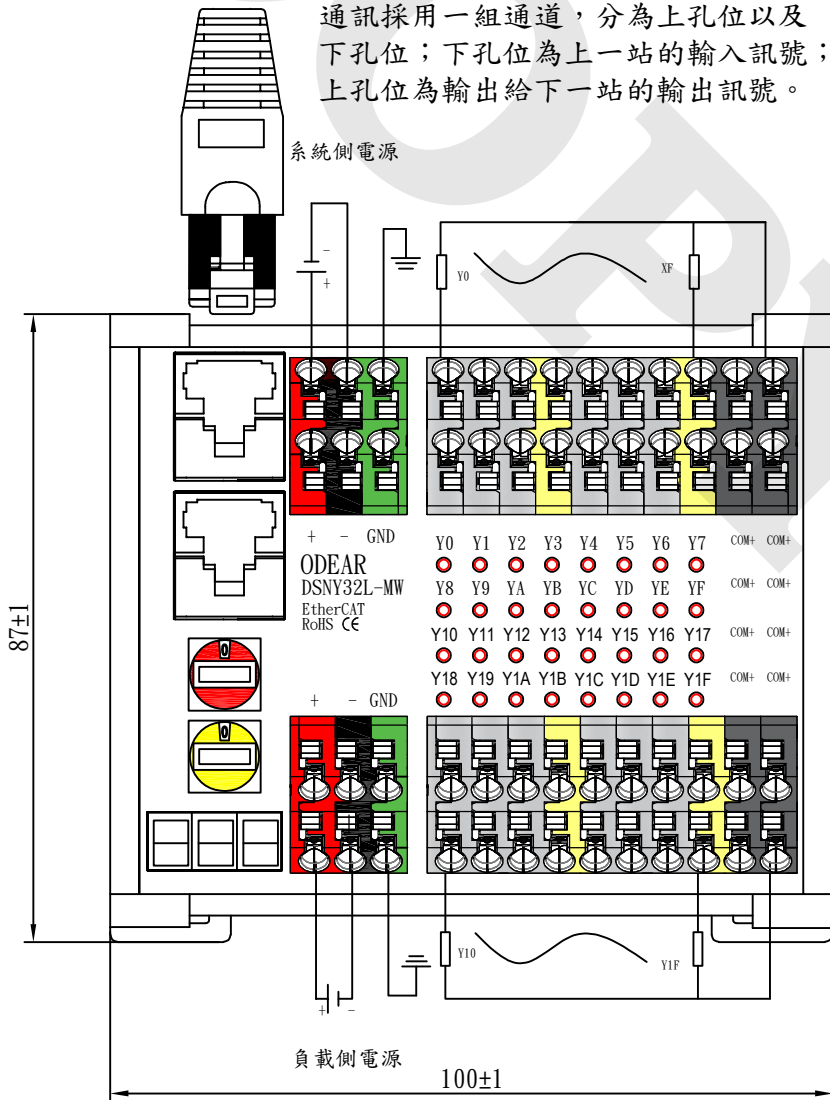 通訊採用一組通道，分為上孔位以及
下孔位；下孔位為上一站的輸入訊號；
上孔位為輸出給下一站的輸出訊號。
系統側電源
-
+
Y0
XF
+ - GND
ODEAR
DSNY32L-MW
EtherCAT
RoHS CE
Y0 Y1 Y2 Y3 Y4 Y5 Y6 Y7 COM+ COM+
Y8 Y9 YA YB YC YD YE YF COM+ COM+
Y10 Y11 Y12 Y13 Y14 Y15 Y16 Y17 COM+ COM+
Y18 Y19 Y1A Y1B Y1C Y1D Y1E Y1F COM+ COM+
0
0
+ - GND
87±1
Y10
Y1F
+ -
負載側電源
100±1
COPY